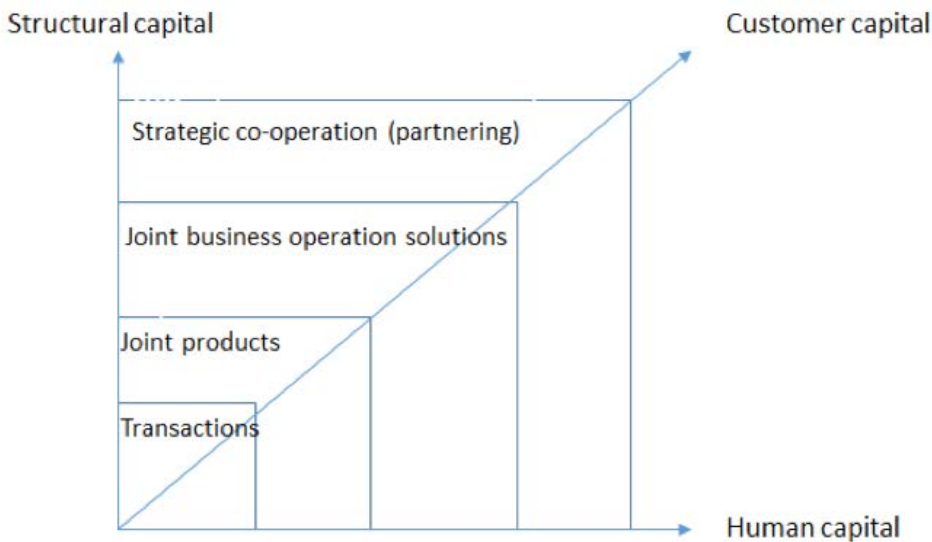 Structural capital
Customer capital
Strategic co-operation (partnering)
Joint business operation solutions
Joint products
Transactions
Human capital